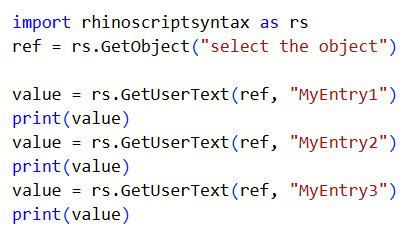 import rhinoscriptsyntax as rs
ref = rs.GetObject("select the object")

value = rs.GetUserText(ref, "MyEntry1")
print(value)
value = rs.GetUserText(ref, "MyEntry2")
print(value)
value = rs.GetUserText(ref, "MyEntry3")
print(value)